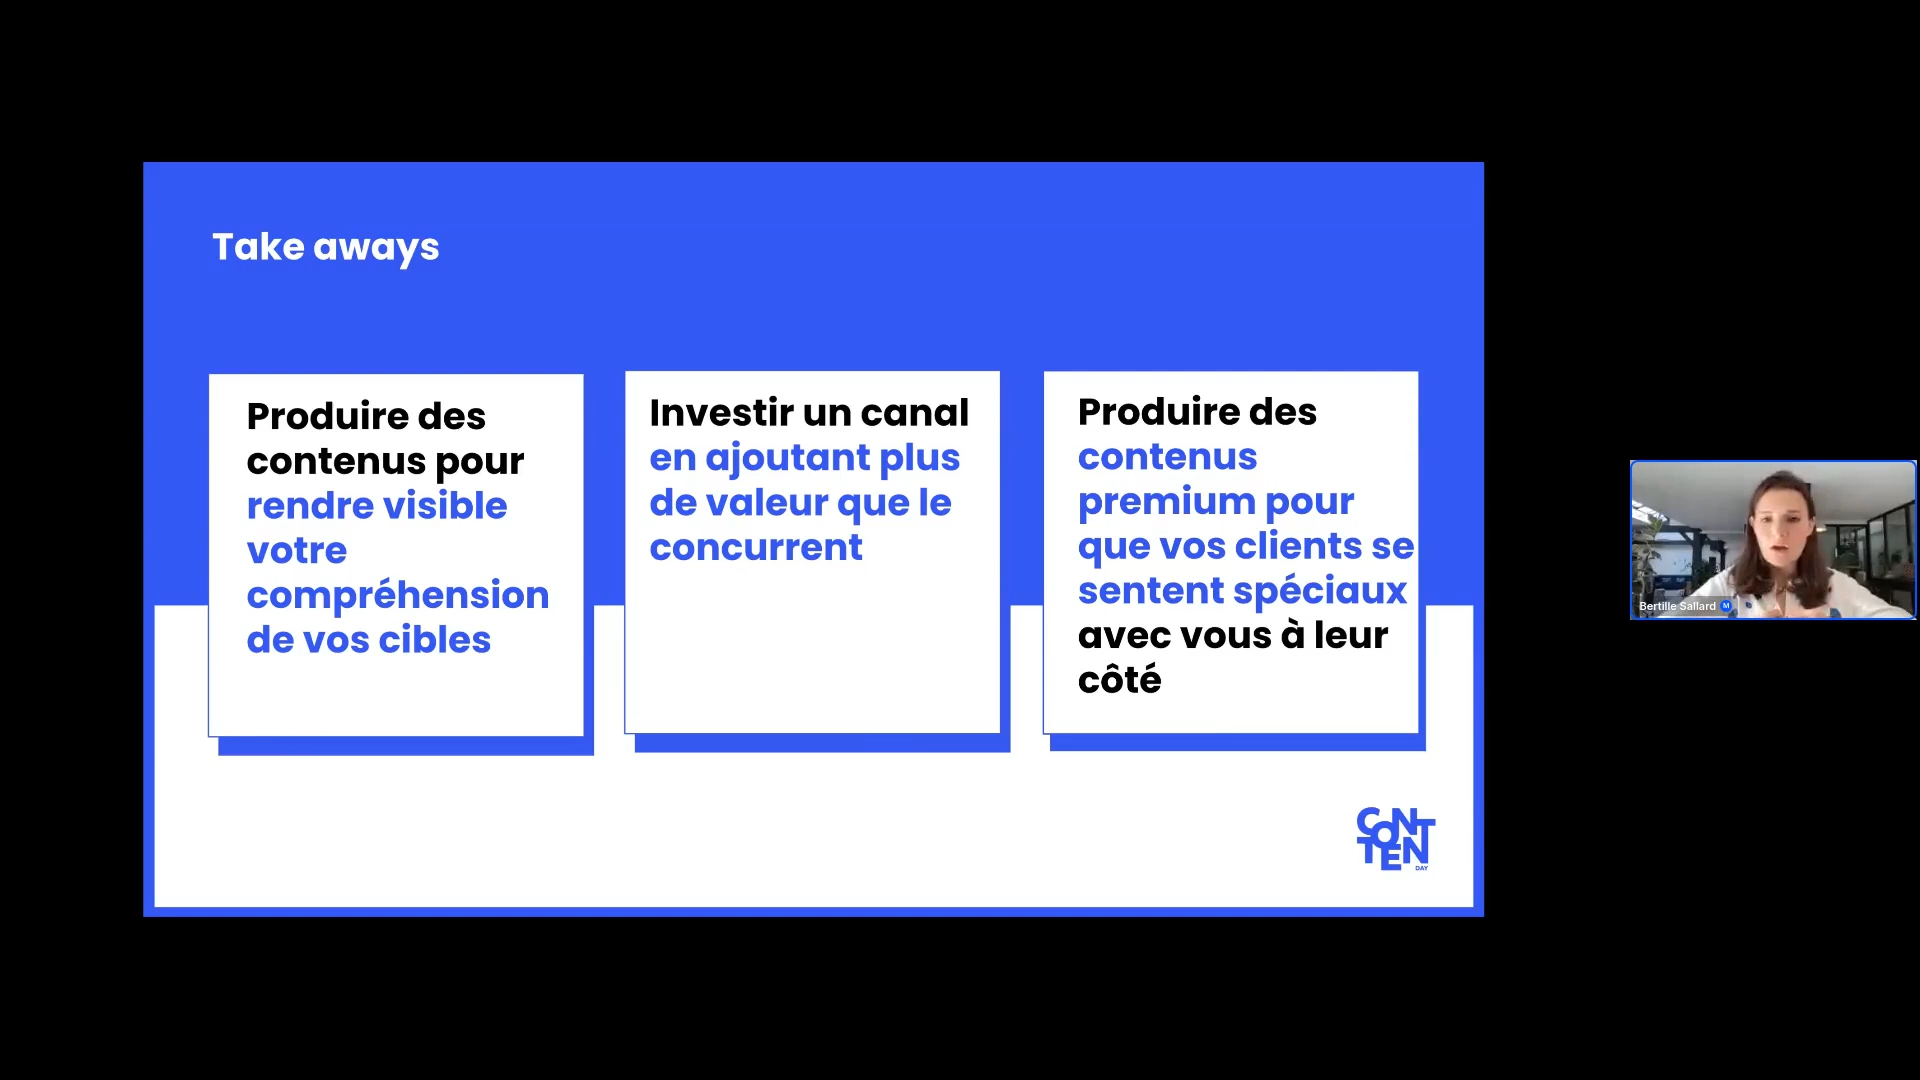 Take aways
Produire des
contenus pour
rendre visible
votre
compréhension
de vos cibles
Investir un canal
en ajoutant plus
de valeur que le
concurrent
Produire des
contenus
premium pour
que vos clients se
sentent spéciaux
avec vous à leur
côté
CON
TENT
DAY
Bertille Sallard M